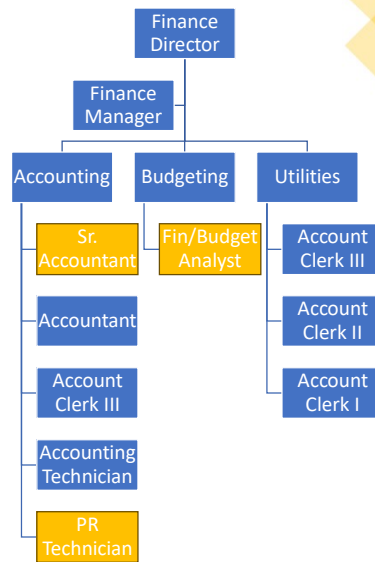 Finance
Director
Finance
Manager
Accounting
Budgeting
Utilities
Sr.
Accountant
Accountant
Account
Clerk III
Accounting
Technician
PR
Technician
Fin/Budget
Analyst
Account
Clerk III
Account
Clerk II
Account
Clerk I